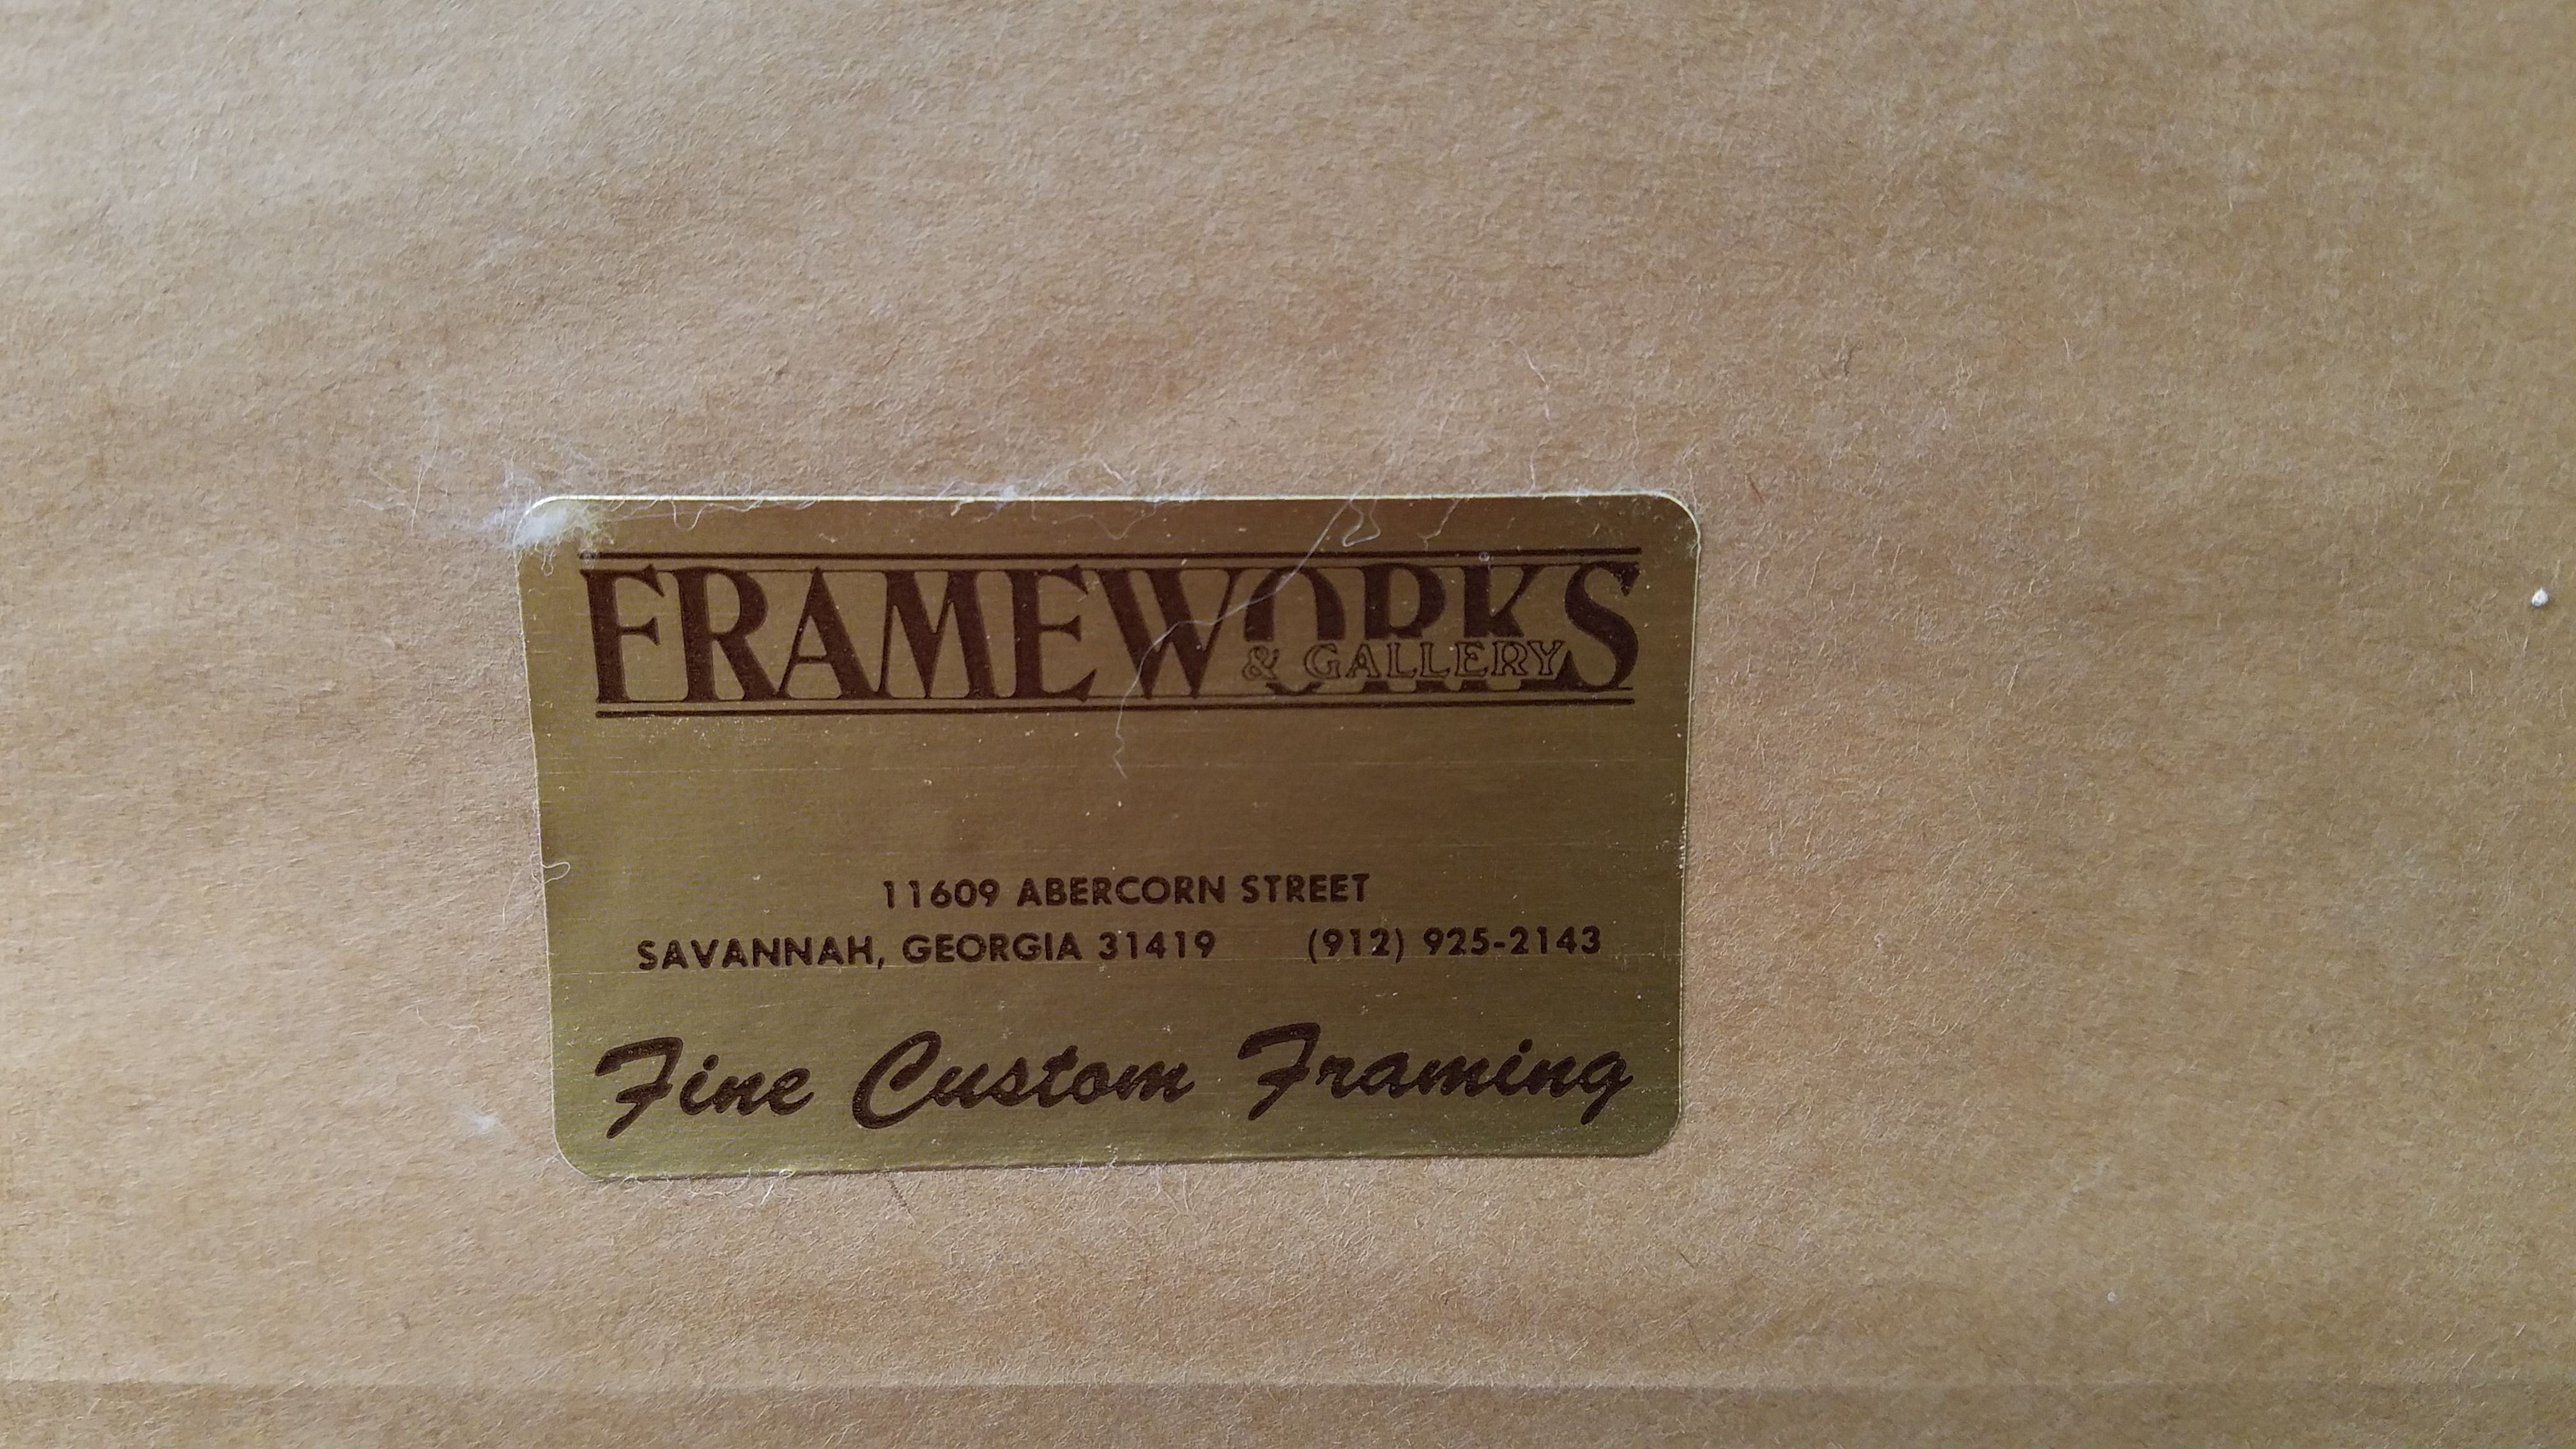 FRAMEWORKS
& GALLERY
11609 ABERCORN STREET
SAVANNAH, GEORGIA 31419 (912) 925-2143
Fine Custom Framing